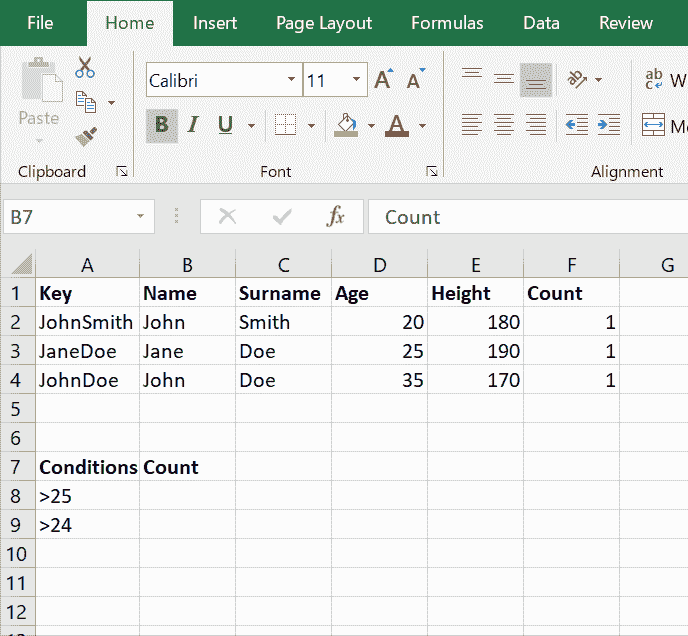 File Home Insert Page Layout Formulas Data Review
Calibri 11 A A ab W
Paste B I U A M
Clipboard Font Alignment
B7 fx Count
A B C D E F G
1 Key Name Surname Age Height Count
2 JohnSmith John Smith 20 180 1
3 JaneDoe Jane Doe 25 190 1
4 JohnDoe John Doe 35 170 1
5
6
7 Conditions Count
8 >25
9 >24
10
11
12